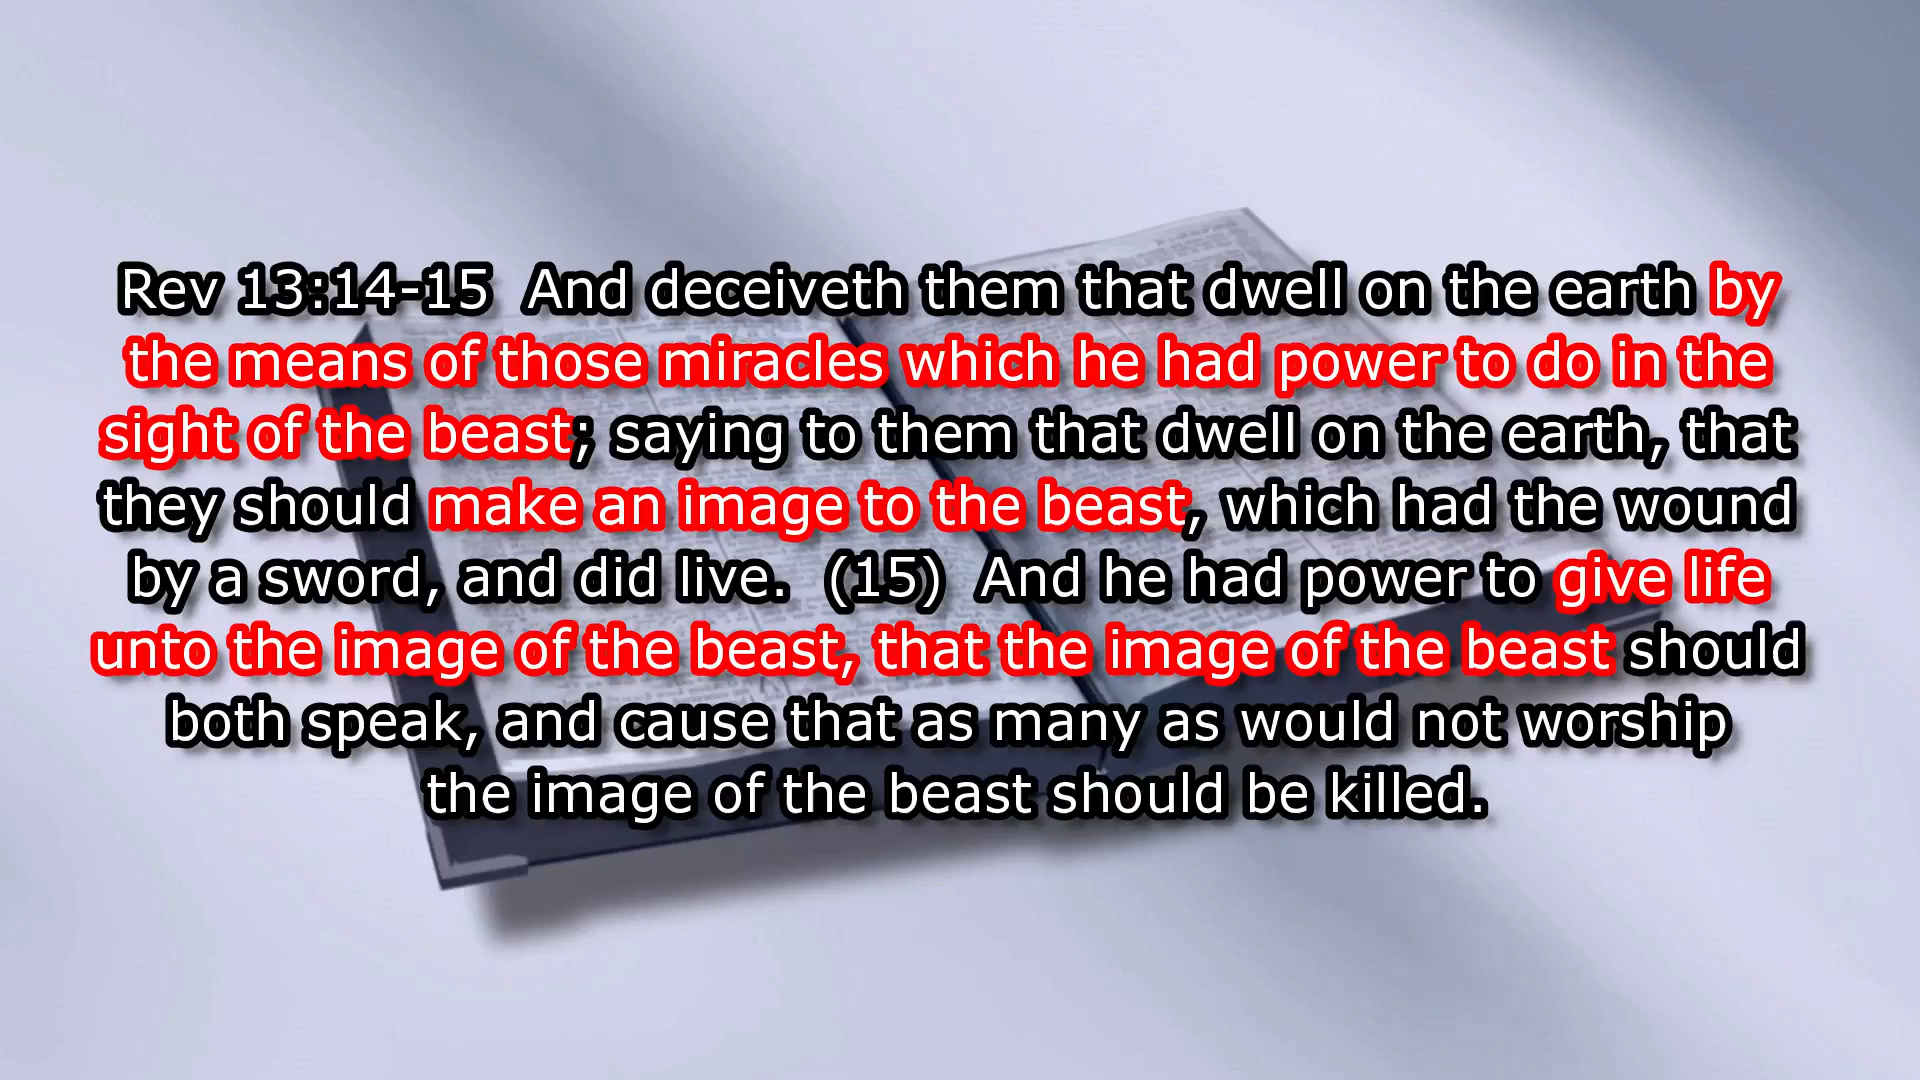 Rev 13:14-15  And deceiveth them that dwell on the earth by
the means of those miracles which he had power to do in the
sight of the beast; saying to them that dwell on the earth, that
they should make an image to the beast, which had the wound
by a sword, and did live.  (15)  And he had power to give life
unto the image of the beast, that the image of the beast should
both speak, and cause that as many as would not worship
the image of the beast should be killed.